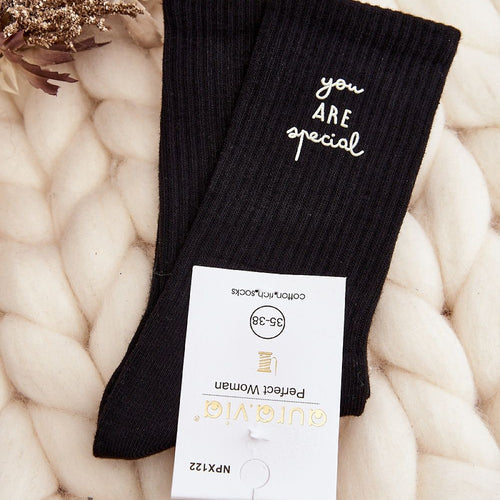 you
ARE
special
NPX122
aura.via®
Perfect Woman
35-38
cotton rich socks